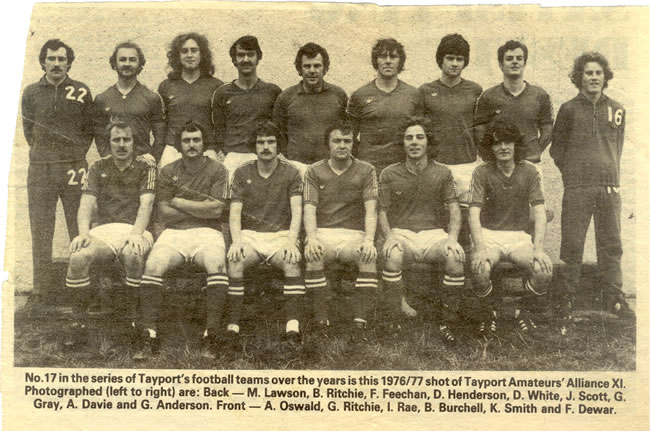 22
22
16
No.17 in the series of Tayport's football teams over the years is this 1976/77 shot of Tayport Amateurs' Alliance XI.
Photographed (left to right) are: Back — M. Lawson, B. Ritchie, F. Feechan, D. Henderson, D. White, J. Scott, G.
Gray, A. Davie and G. Anderson. Front — A. Oswald, G. Ritchie, I. Rae, B. Burchell, K. Smith and F. Dewar.